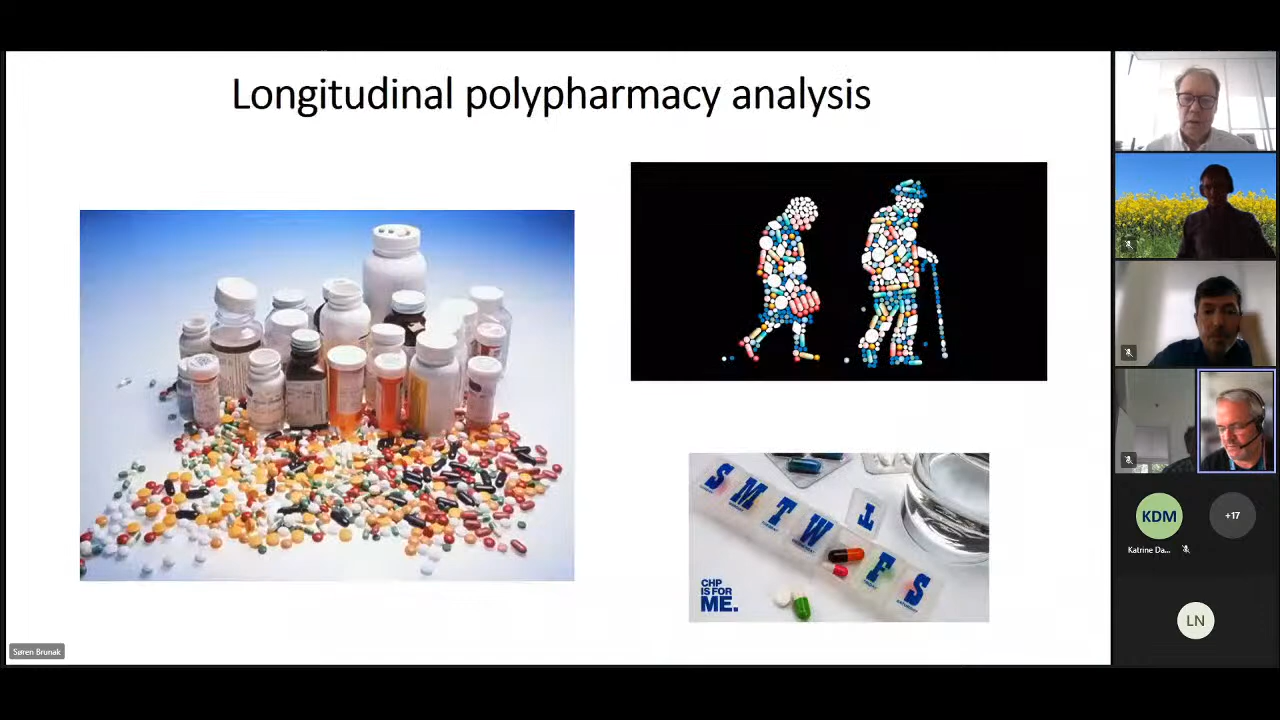 Longitudinal polypharmacy analysis
S M T W T F S
CHP
IS FOR
ME.
Søren Brunak
KDM
+17
Katrine Da...
LN